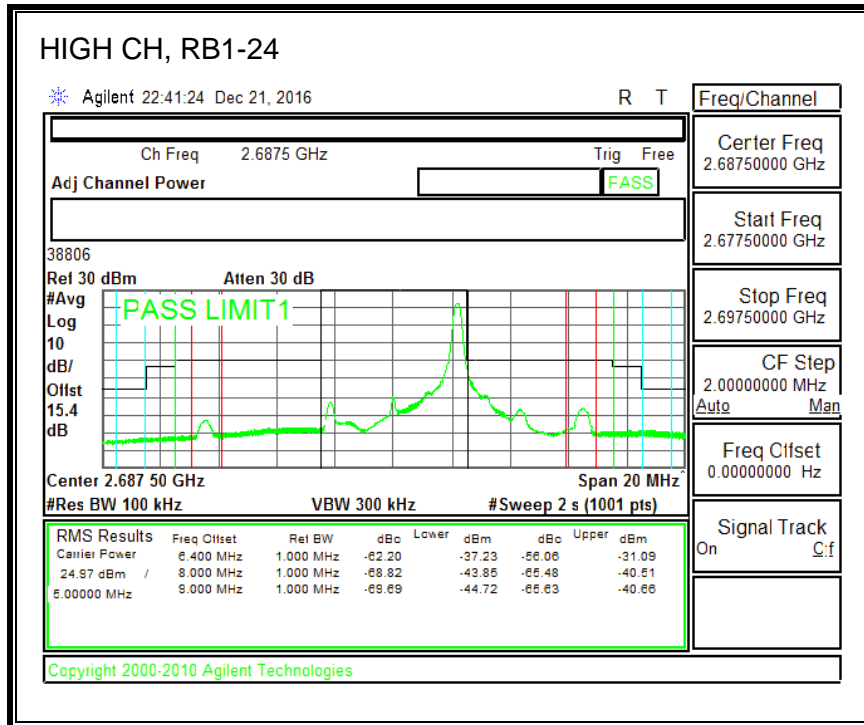 HIGH CH, RB1-24
Agilent 22:41:24 Dec 21, 2016 R T
Freq/Channel
Ch Freq 2.6875 GHz Trig Free
Adj Channel Power FASS
Center Freq
2.68750000 GHz
Start Freq
2.67750000 GHz
Stop Freq
2.69750000 GHz
CF Step
2.00000000 MHz
Auto Man
Freq Offset
0.00000000 Hz
Signal Track
On Off
38806
Ref 30 dBm Atten 30 dB
#Avg
Log
10
dB/
Offst
15.4
dB
PASS LIMIT1
Center 2.687 50 GHz Span 20 MHz^
#Res BW 100 kHz VBW 300 kHz #Sweep 2 s (1001 pts)
RMS Results Freq Offset Ref BW dBc Lower dBm dBc Upper dBm
Carrier Power 6.400 MHz 1.000 MHz -62.20 -37.23 -56.06 -31.09
24.97 dBm / 8.000 MHz 1.000 MHz -68.82 -43.85 -65.48 -40.51
5.00000 MHz 9.000 MHz 1.000 MHz -69.69 -44.72 -65.63 -40.66
Copyright 2000-2010 Agilent Technologies